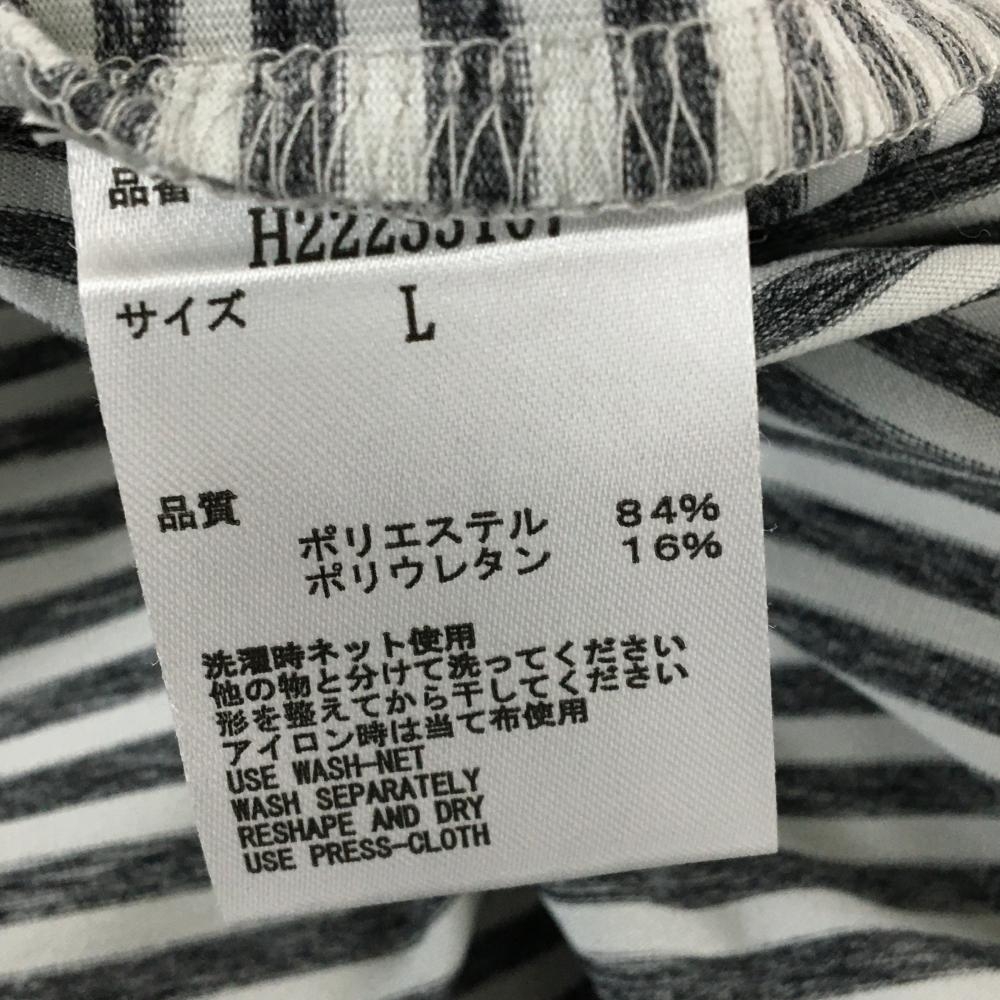 品番
サイズ L
品質
ポリエステル 84%
ポリウレタン 16%
洗濯時ネット使用
他の物と分けて洗ってください
形を整えてから干してください
アイロン時は当て布使用
USE WASH-NET
WASH SEPARATELY
RESHAPE AND DRY
USE PRESS-CLOTH